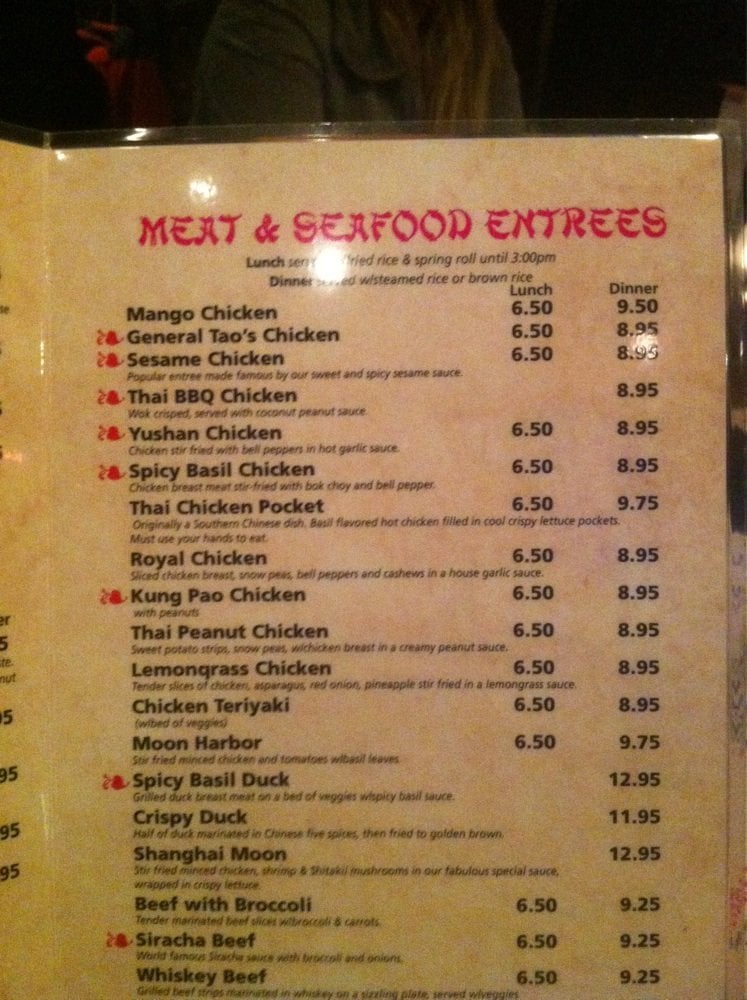 MEAT & SEAFOOD ENTREES
Lunch fried rice & spring roll until 3:00pm
Dinner served w/steamed rice or brown rice
Lunch Dinner
Mango Chicken 6.50 9.50
General Tao's Chicken 6.50 8.95
Sesame Chicken 6.50 8.95
Popular entree made famous by our sweet and spicy sesame sauce.
Thai BBQ Chicken 8.95
Wok crisped, served with coconut peanut sauce.
Yushan Chicken 6.50 8.95
Chicken stir fried with bell peppers in hot garlic sauce.
Spicy Basil Chicken 6.50 8.95
Chicken breast meat stir-fried with bok choy and bell pepper.
Thai Chicken Pocket 6.50 9.75
Originally a Southern Chinese dish. Basil flavored hot chicken filled in cool crispy lettuce pockets.
Must use your hands to eat.
Royal Chicken 6.50 8.95
Sliced chicken breast, snow peas, bell peppers and cashews in a house garlic sauce.
Kung Pao Chicken 6.50 8.95
with peanuts
Thai Peanut Chicken 6.50 8.95
Sweet potato strips, snow peas, w/chicken breast in a creamy peanut sauce.
Lemongrass Chicken 6.50 8.95
Tender slices of chicken, asparagus, red onion, pineapple stir fried in a lemongrass sauce.
Chicken Teriyaki 6.50 8.95
(w/bed of veggies)
Moon Harbor 6.50 9.75
Stir fried minced chicken and tomatoes w/basil leaves
Spicy Basil Duck 12.95
Grilled duck breast meat on a bed of veggies w/spicy basil sauce.
Crispy Duck 11.95
Half of duck marinated in Chinese five spices, then fried to golden brown.
Shanghai Moon 12.95
Stir fried minced chicken, shrimp & Shitakii mushrooms in our fabulous special sauce,
wrapped in crispy lettuce.
Beef with Broccoli 6.50 9.25
Tender marinated beef slices w/broccoli & carrots.
Siracha Beef 6.50 9.25
World famous Siracha sauce with broccoli and onions.
Whiskey Beef 6.50 9.25
Grilled beef strips marinated in whiskey on a sizzling plate, served w/veggies